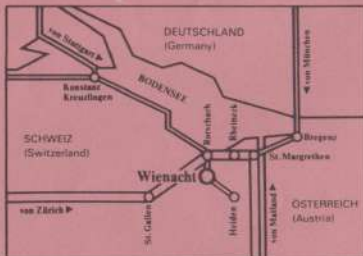 DEUTSCHLAND
(Germany)
von Stuttgart ▶
◀ von München
BODENSEE
Konstanz
Kreuzlingen
Rorschach
Rheineck
Bregenz
SCHWEIZ
(Switzerland)
St. Margrethen
Wienacht
ÖSTERREICH
(Austria)
von Zürich ▶
St. Gallen
Heiden
von Mailand ▶